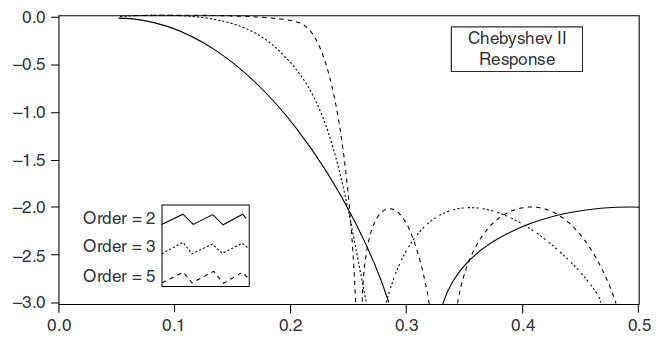 0.0
Chebyshev II
Response
−0.5
−1.0
−1.5
−2.0
Order = 2
Order = 3
−2.5
Order = 5
−3.0
0.0 0.1 0.2 0.3 0.4 0.5